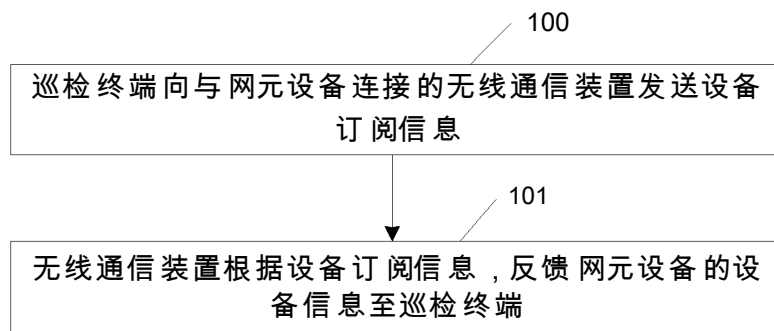 100
巡检终端向与网元设备连接的无线通信装置发送设备
订阅信息
101
无线通信装置根据设备订阅信息，反馈网元设备的设
备信息至巡检终端